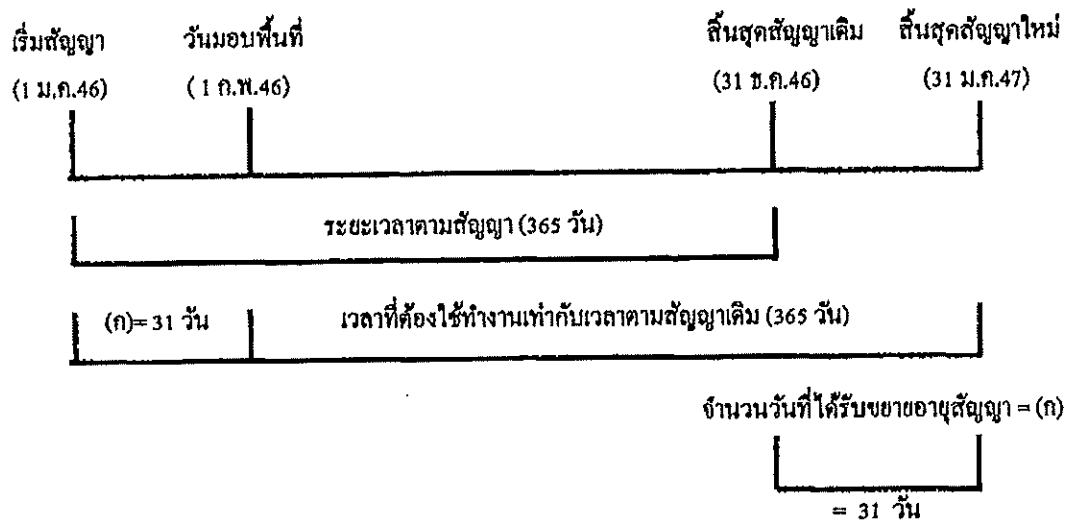 เริ่มสัญญา วันมอบพื้นที่ สิ้นสุดสัญญาเดิม สิ้นสุดสัญญาใหม่
(1 ม.ค.46) ( 1 ก.พ.46) (31 ธ.ค.46) (31 ม.ค.47)
ระยะเวลาตามสัญญา (365 วัน)
(ก)= 31 วัน เวลาที่ต้องใช้ทำงานเท่ากับเวลาตามสัญญาเดิม (365 วัน)
จำนวนวันที่ได้รับขยายอายุสัญญา = (ก)
= 31 วัน